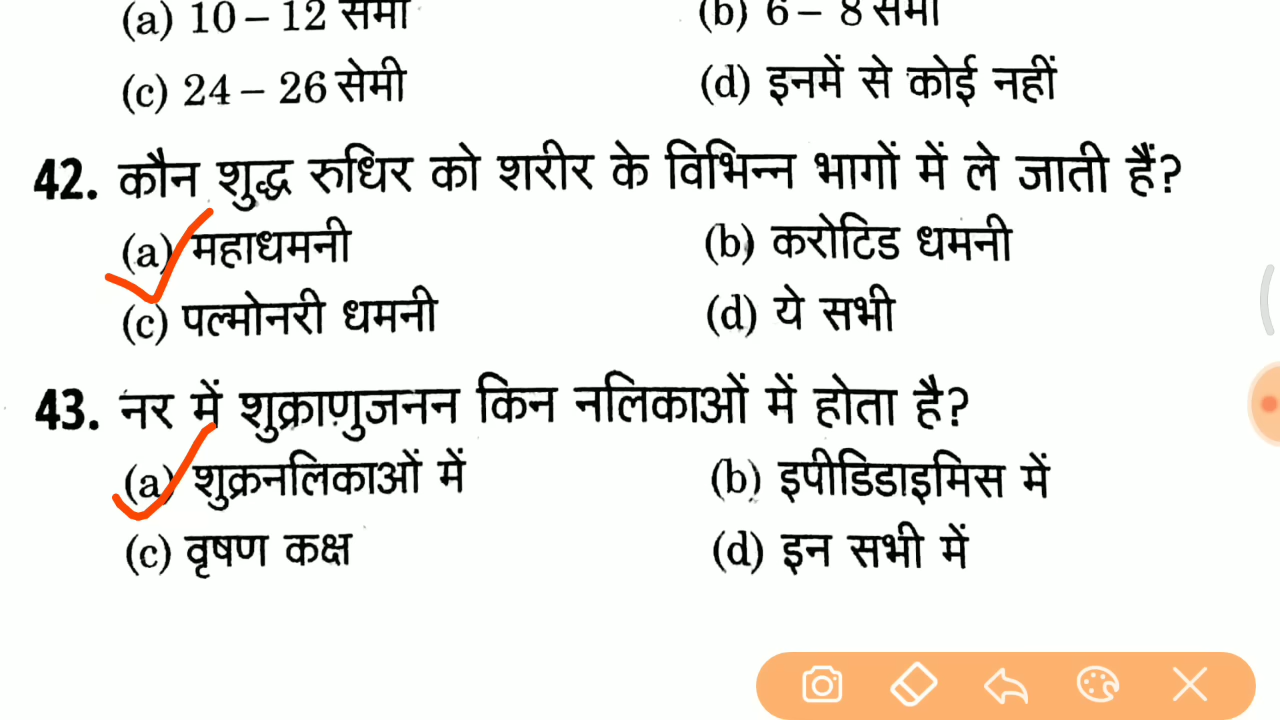 (a) 10 – 12 सेमी (b) 6 – 8 सेमी
(c) 24 – 26 सेमी (d) इनमें से कोई नहीं
42. कौन शुद्ध रुधिर को शरीर के विभिन्न भागों में ले जाती हैं?
(a) महाधमनी (b) करोटिड धमनी
(c) पल्मोनरी धमनी (d) ये सभी
43. नर में शुक्राणुजनन किन नलिकाओं में होता है?
(a) शुक्रनलिकाओं में (b) इपीडिडाइमिस में
(c) वृषण कक्ष (d) इन सभी में